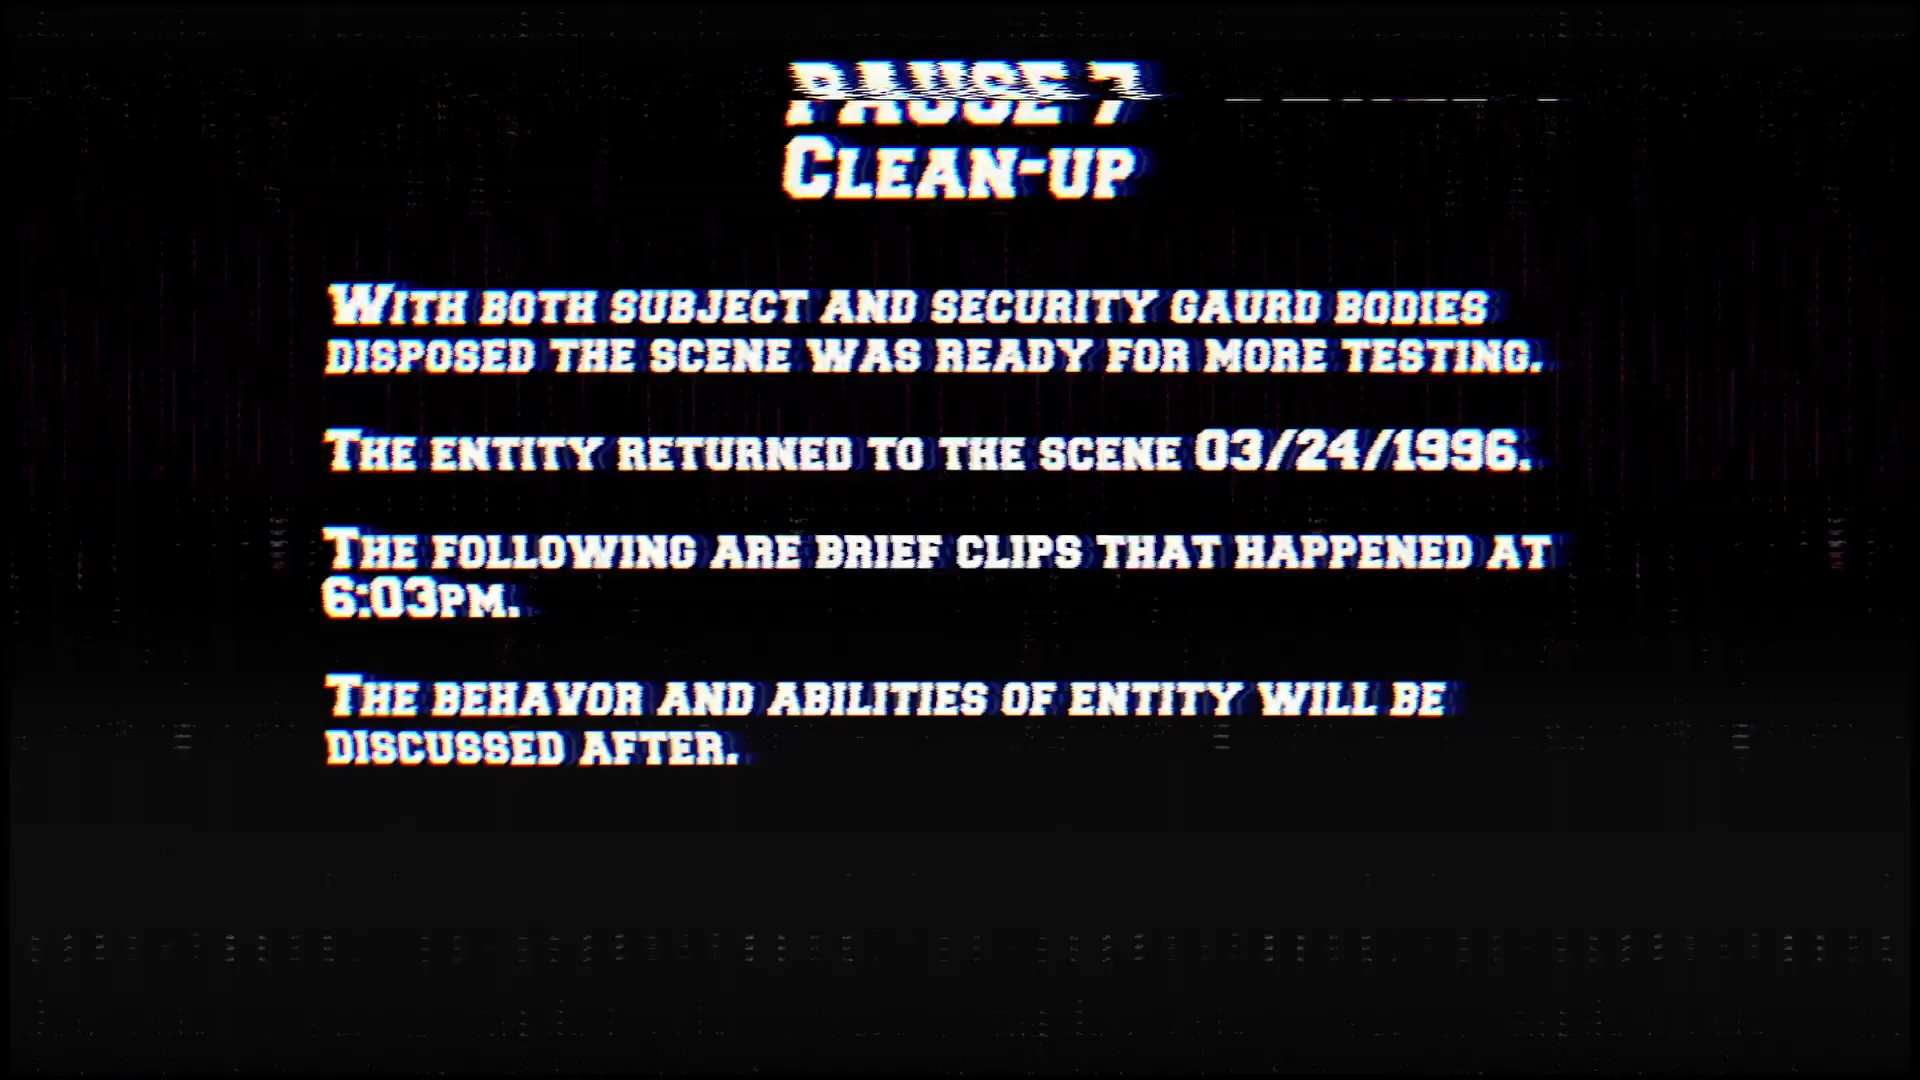 PAUSE 7
CLEAN-UP
WITH BOTH SUBJECT AND SECURITY GAURD BODIES
DISPOSED THE SCENE WAS READY FOR MORE TESTING.
THE ENTITY RETURNED TO THE SCENE 03/24/1996.
THE FOLLOWING ARE BRIEF CLIPS THAT HAPPENED AT
6:03PM.
THE BEHAVOR AND ABILITIES OF ENTITY WILL BE
DISCUSSED AFTER.